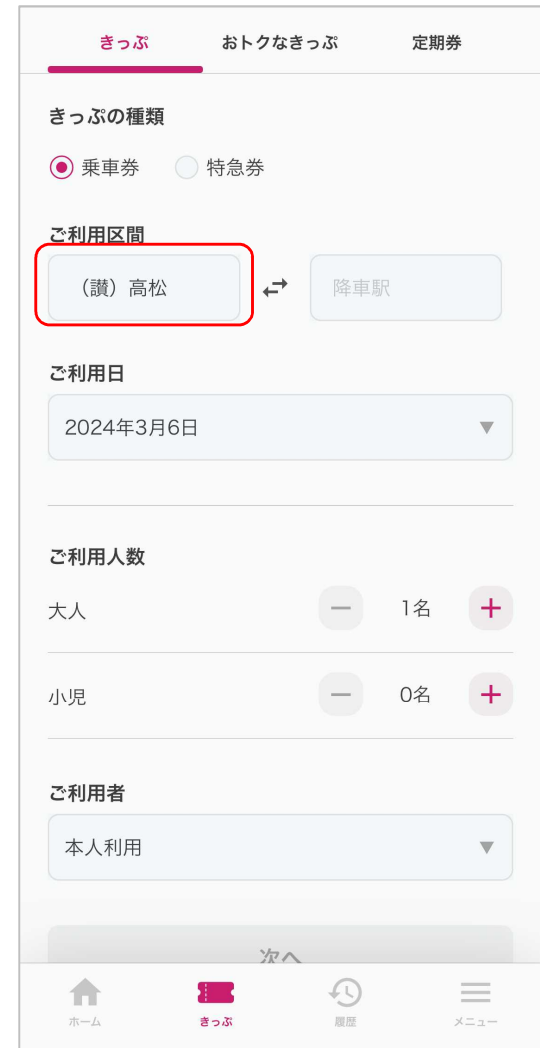 きっぷ おトクなきっぷ 定期券
きっぷの種類
乗車券 特急券
ご利用区間
（讃）高松 降車駅
ご利用日
2024年3月6日
ご利用人数
大人 1名
小児 0名
ご利用者
本人利用
次へ
ホーム きっぷ 履歴 メニュー